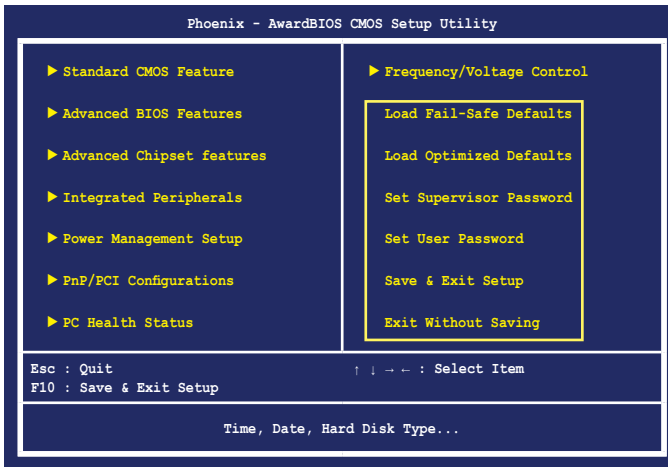 Phoenix - AwardBIOS CMOS Setup Utility
▶ Standard CMOS Feature
▶ Advanced BIOS Features
▶ Advanced Chipset features
▶ Integrated Peripherals
▶ Power Management Setup
▶ PnP/PCI Configurations
▶ PC Health Status
▶ Frequency/Voltage Control
Load Fail-Safe Defaults
Load Optimized Defaults
Set Supervisor Password
Set User Password
Save & Exit Setup
Exit Without Saving
Esc : Quit
F10 : Save & Exit Setup
↑ ↓ → ← : Select Item
Time, Date, Hard Disk Type...